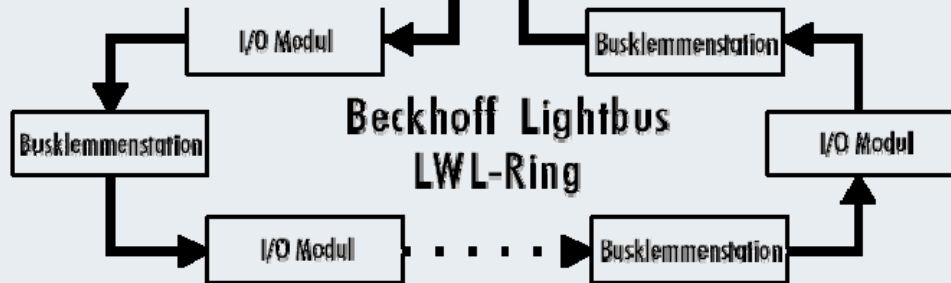 I/O Modul
Busklemmenstation
Beckhoff Lightbus
LWL-Ring
Busklemmenstation
I/O Modul
I/O Modul
Busklemmenstation